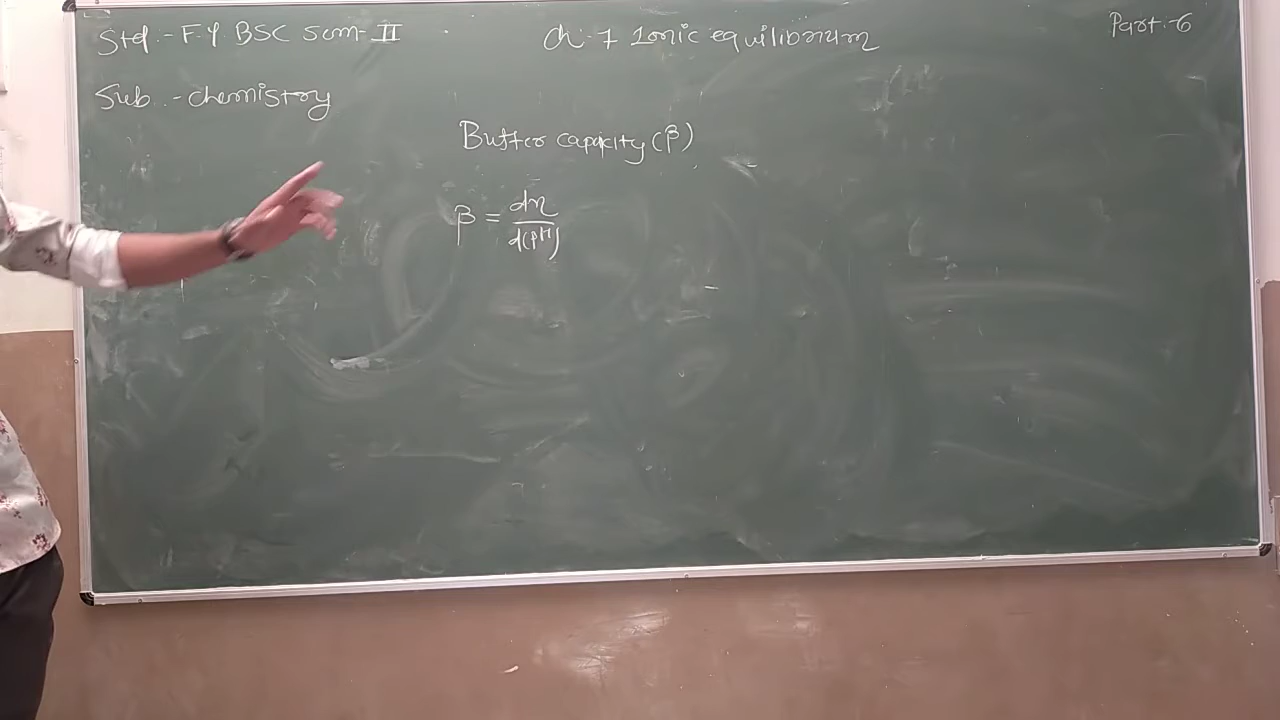 Std :- F.Y. BSC Sem-II
Ch:-7 Ionic equilibrium
Part:-6
Sub :- chemistry
Buffer capacity (β)
β = dn / d(pH)